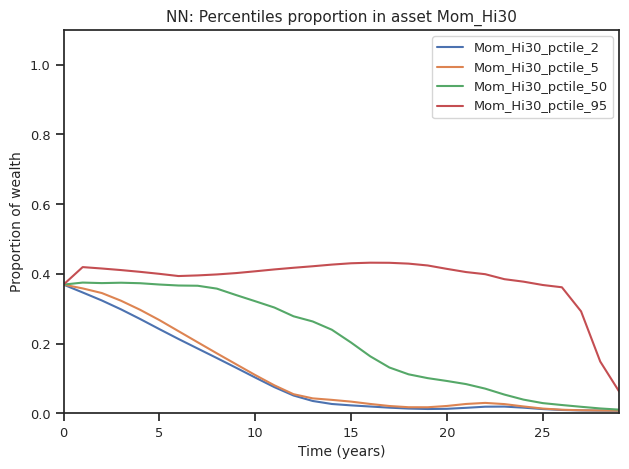 NN: Percentiles proportion in asset Mom_Hi30
Mom_Hi30_pctile_2
Mom_Hi30_pctile_5
Mom_Hi30_pctile_50
Mom_Hi30_pctile_95
Proportion of wealth
1.0
0.8
0.6
0.4
0.2
0.0
0 5 10 15 20 25
Time (years)